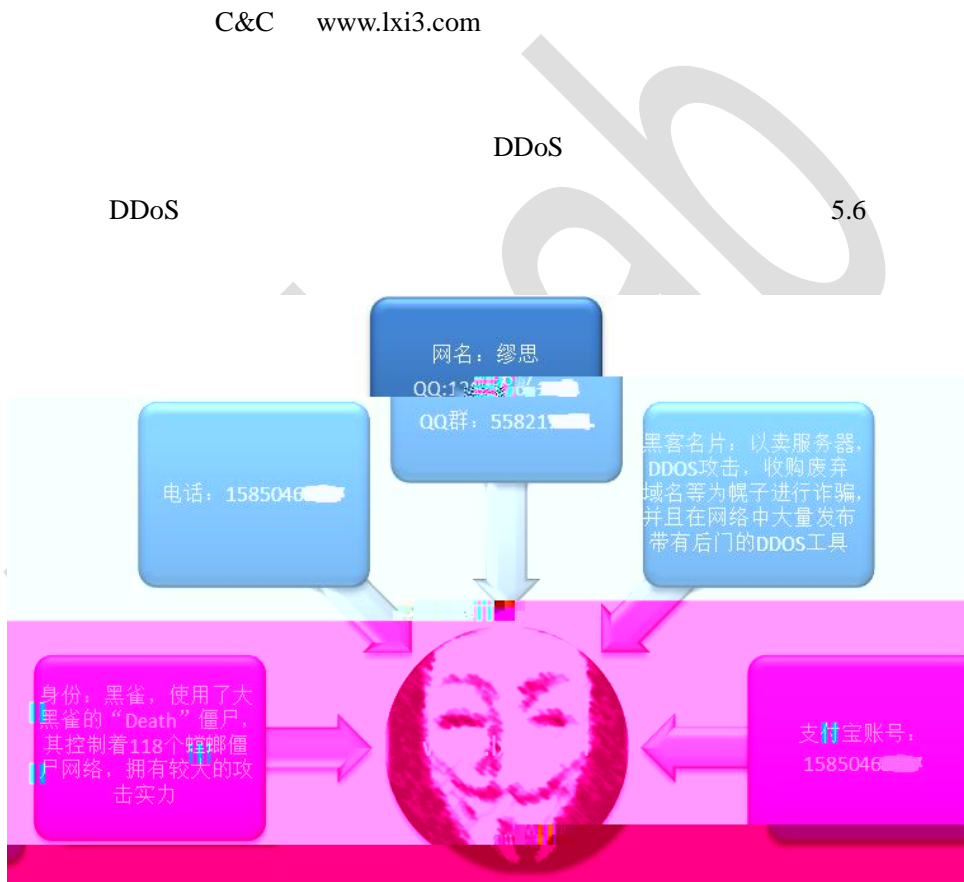 C&C www.lxi3.com
DDoS
DDoS 5.6
网名：缪思
QQ:1
QQ群：55821
电话：1585046
黑客名片：以卖服务器，
DDOS攻击，收购废弃
域名等为幌子进行诈骗，
并且在网络中大量发布
带有后门的DDOS工具
身份：黑雀，使用了大
黑雀的“Death”僵尸，
其控制着118个螳螂僵
尸网络，拥有较大的攻
击实力
支付宝账号：
1585046